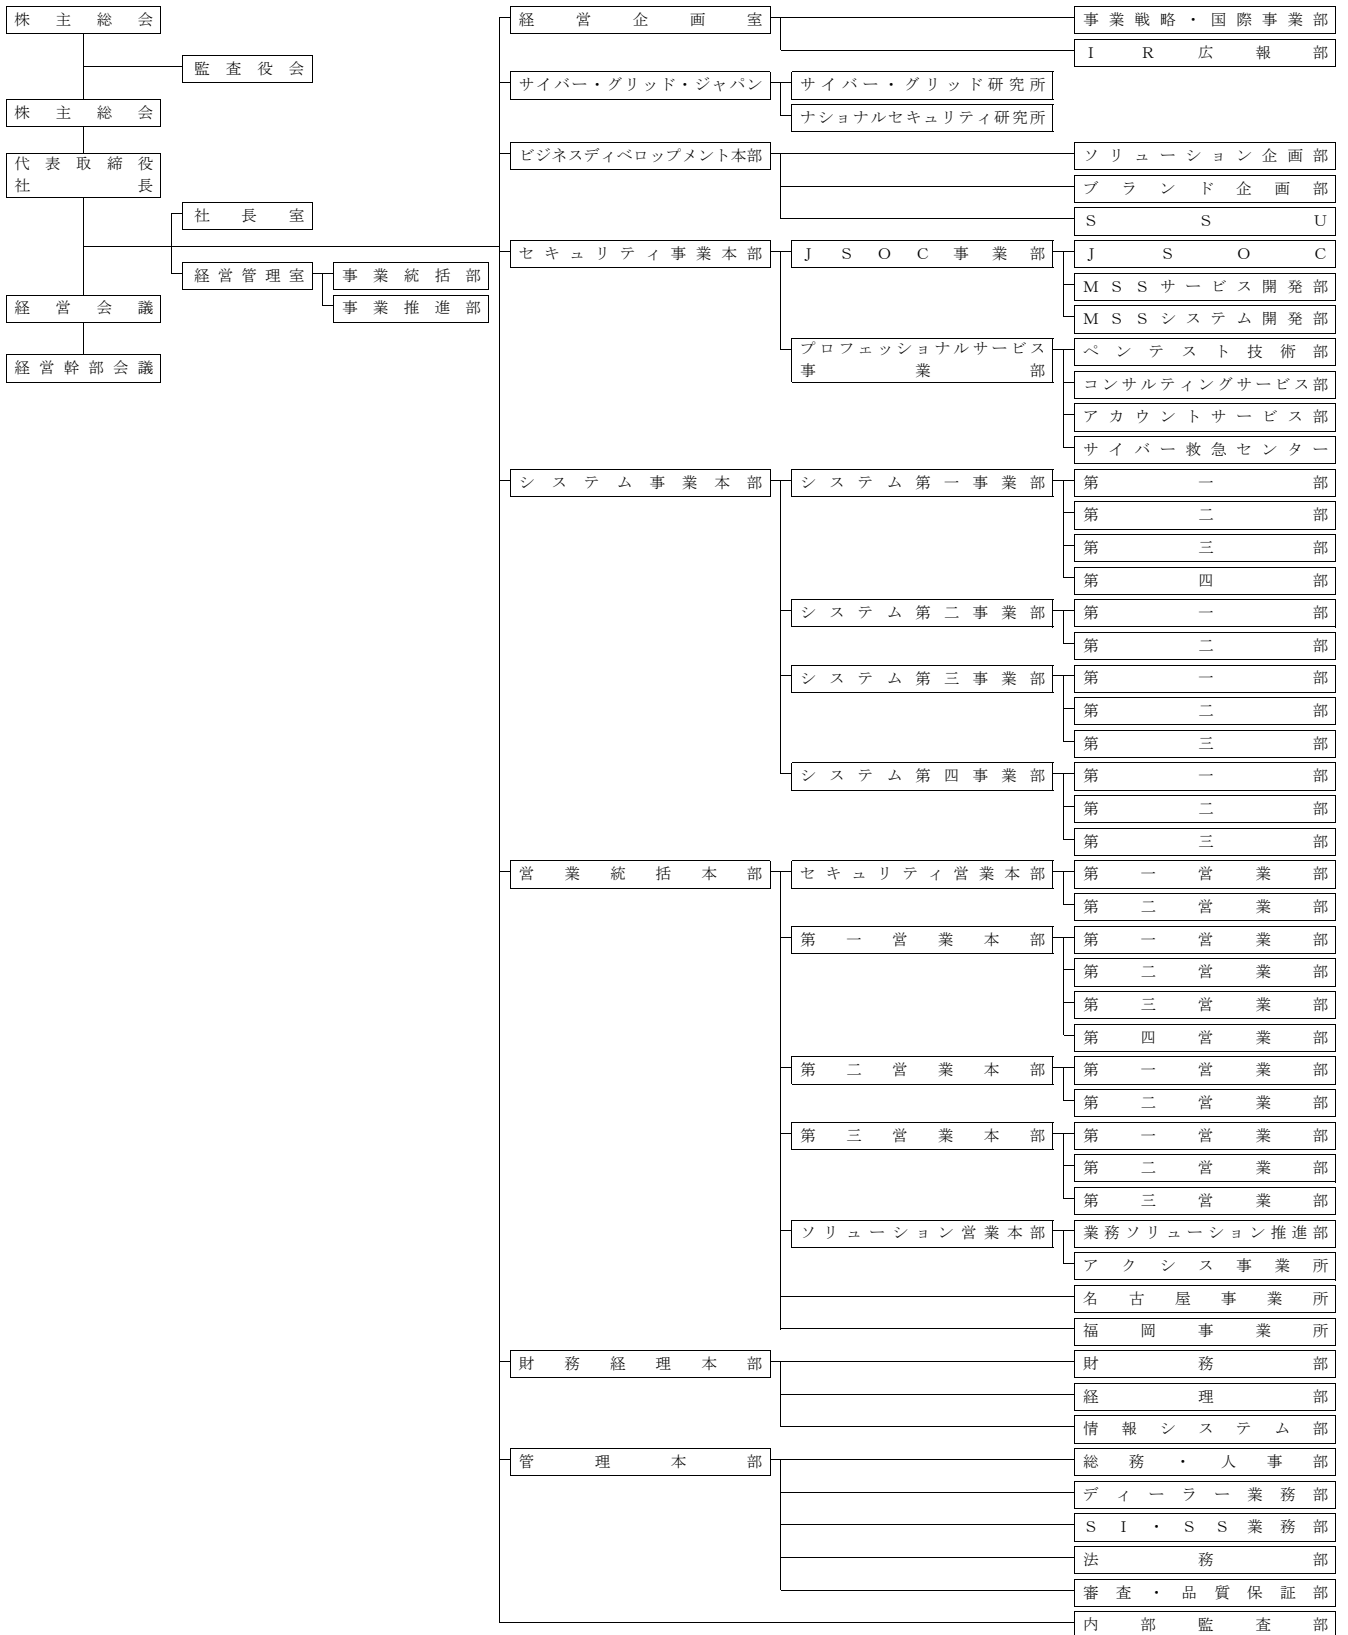 株主総会
監査役会
株主総会
代表取締役
社長
社長室
経営管理室
事業統括部
事業推進部
経営会議
経営幹部会議
経営企画室
事業戦略・国際事業部
IR広報部
サイバー・グリッド・ジャパン
サイバー・グリッド研究所
ナショナルセキュリティ研究所
ビジネスディベロップメント本部
ソリューション企画部
ブランド企画部
SSU
セキュリティ事業本部
JSOC事業部
JSOC
MSSサービス開発部
MSSシステム開発部
プロフェッショナルサービス
事業部
ペンテスト技術部
コンサルティングサービス部
アカウントサービス部
サイバー救急センター
システム事業本部
システム第一事業部
第一部
第二部
第三部
第四部
システム第二事業部
第一部
第二部
システム第三事業部
第一部
第二部
第三部
システム第四事業部
第一部
第二部
第三部
営業統括本部
セキュリティ営業本部
第一営業部
第二営業部
第一営業本部
第一営業部
第二営業部
第三営業部
第四営業部
第二営業本部
第一営業部
第二営業部
第三営業本部
第一営業部
第二営業部
第三営業部
ソリューション営業本部
業務ソリューション推進部
アクシス事業所
名古屋事業所
福岡事業所
財務経理本部
財務部
経理部
情報システム部
管理本部
総務・人事部
ディーラー業務部
SI・SS業務部
法務部
審査・品質保証部
内部監査部